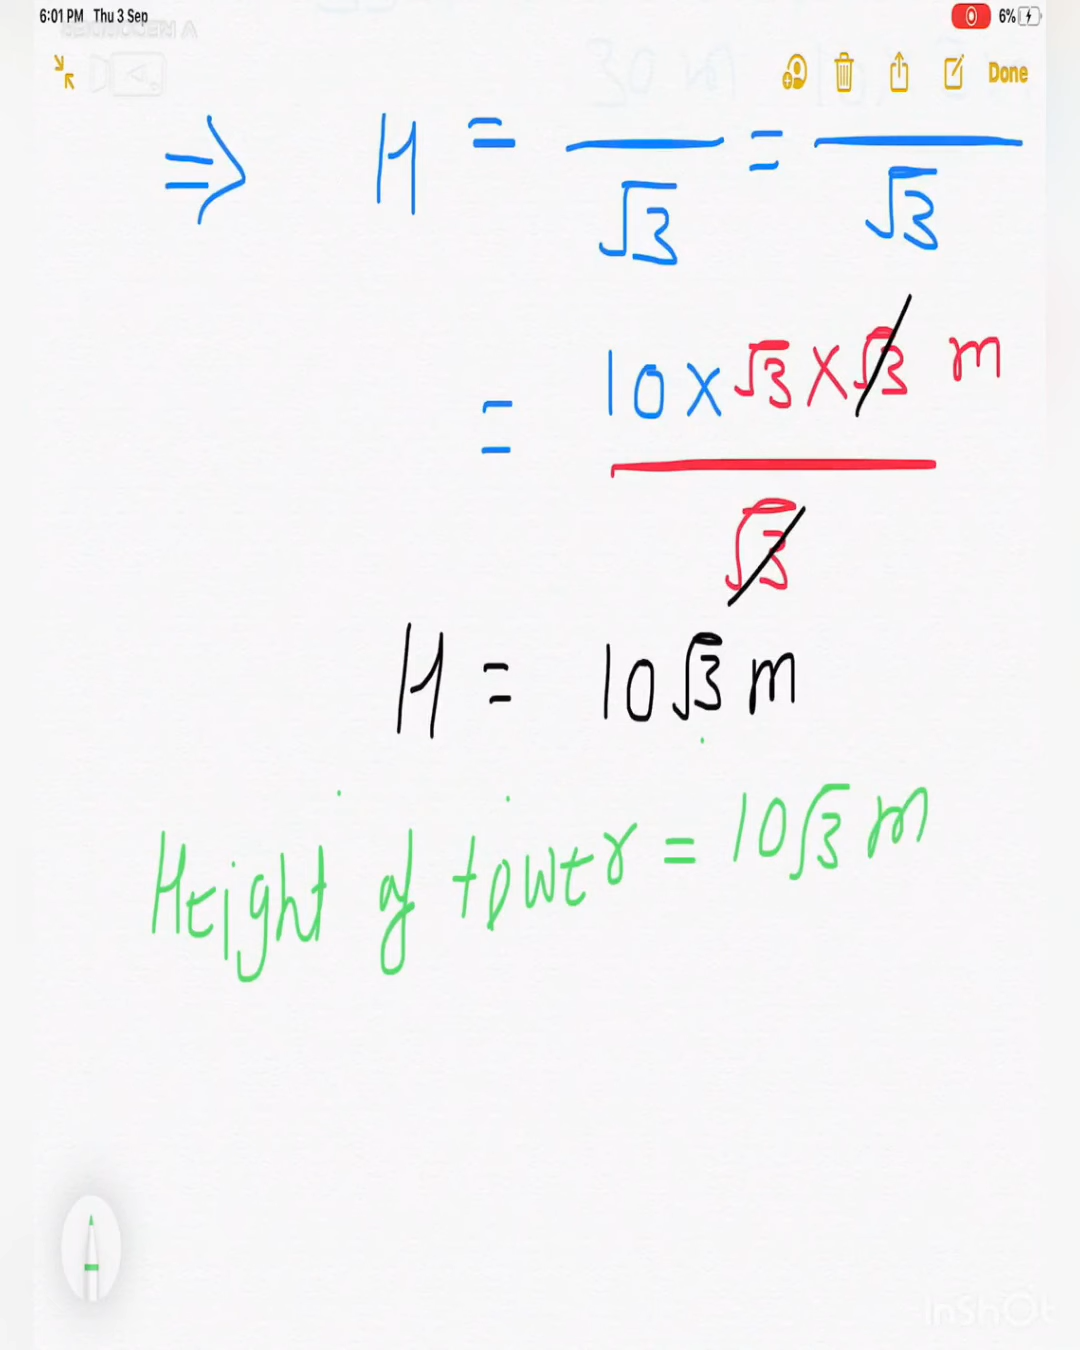 6:01 PM Thu 3 Sep
6%
Done
⇒ H = /√3 = /√3
= 10 × √3 × √3 m
√3
H = 10√3 m
Height of tower = 10√3 m
InShOt